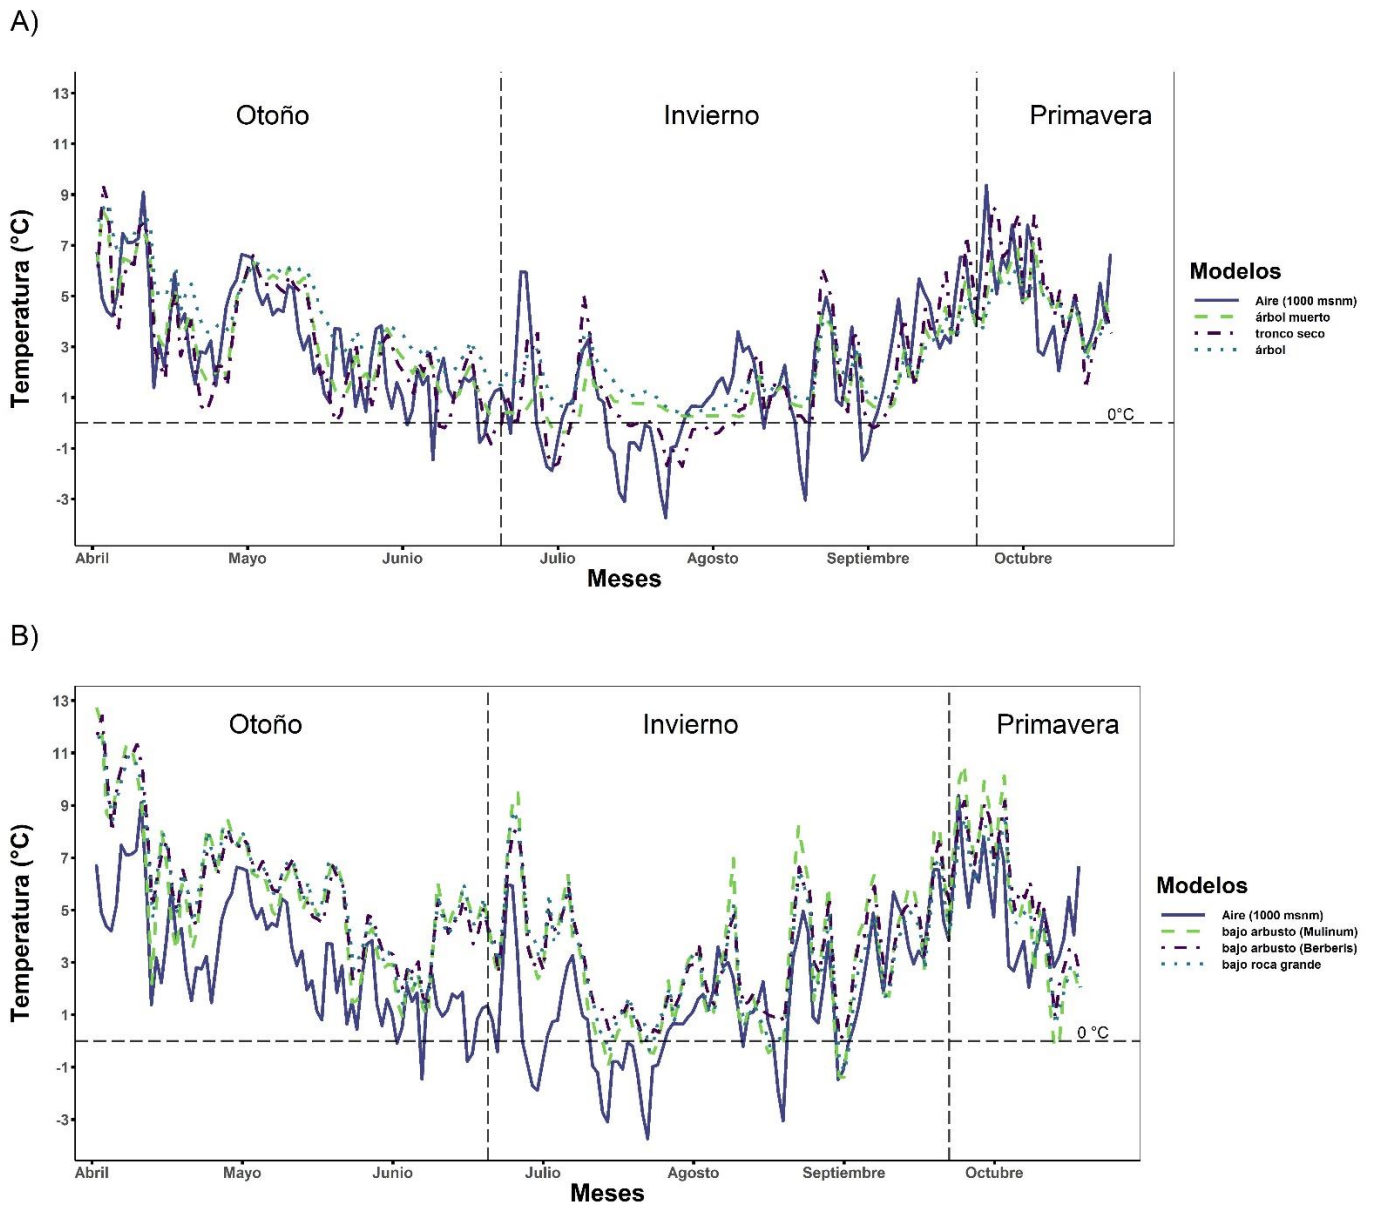 A)
Otoño
Invierno
Primavera
13
11
9
7
5
3
1
-1
-3
0°C
Temperatura (°C)
Abril
Mayo
Junio
Julio
Agosto
Septiembre
Octubre
Meses
Modelos
Aire (1000 msnm)
árbol muerto
tronco seco
árbol
B)
Otoño
Invierno
Primavera
13
11
9
7
5
3
1
-1
-3
0 °C
Temperatura (°C)
Abril
Mayo
Junio
Julio
Agosto
Septiembre
Octubre
Meses
Modelos
Aire (1000 msnm)
bajo arbusto (Mulinum)
bajo arbusto (Berberis)
bajo roca grande